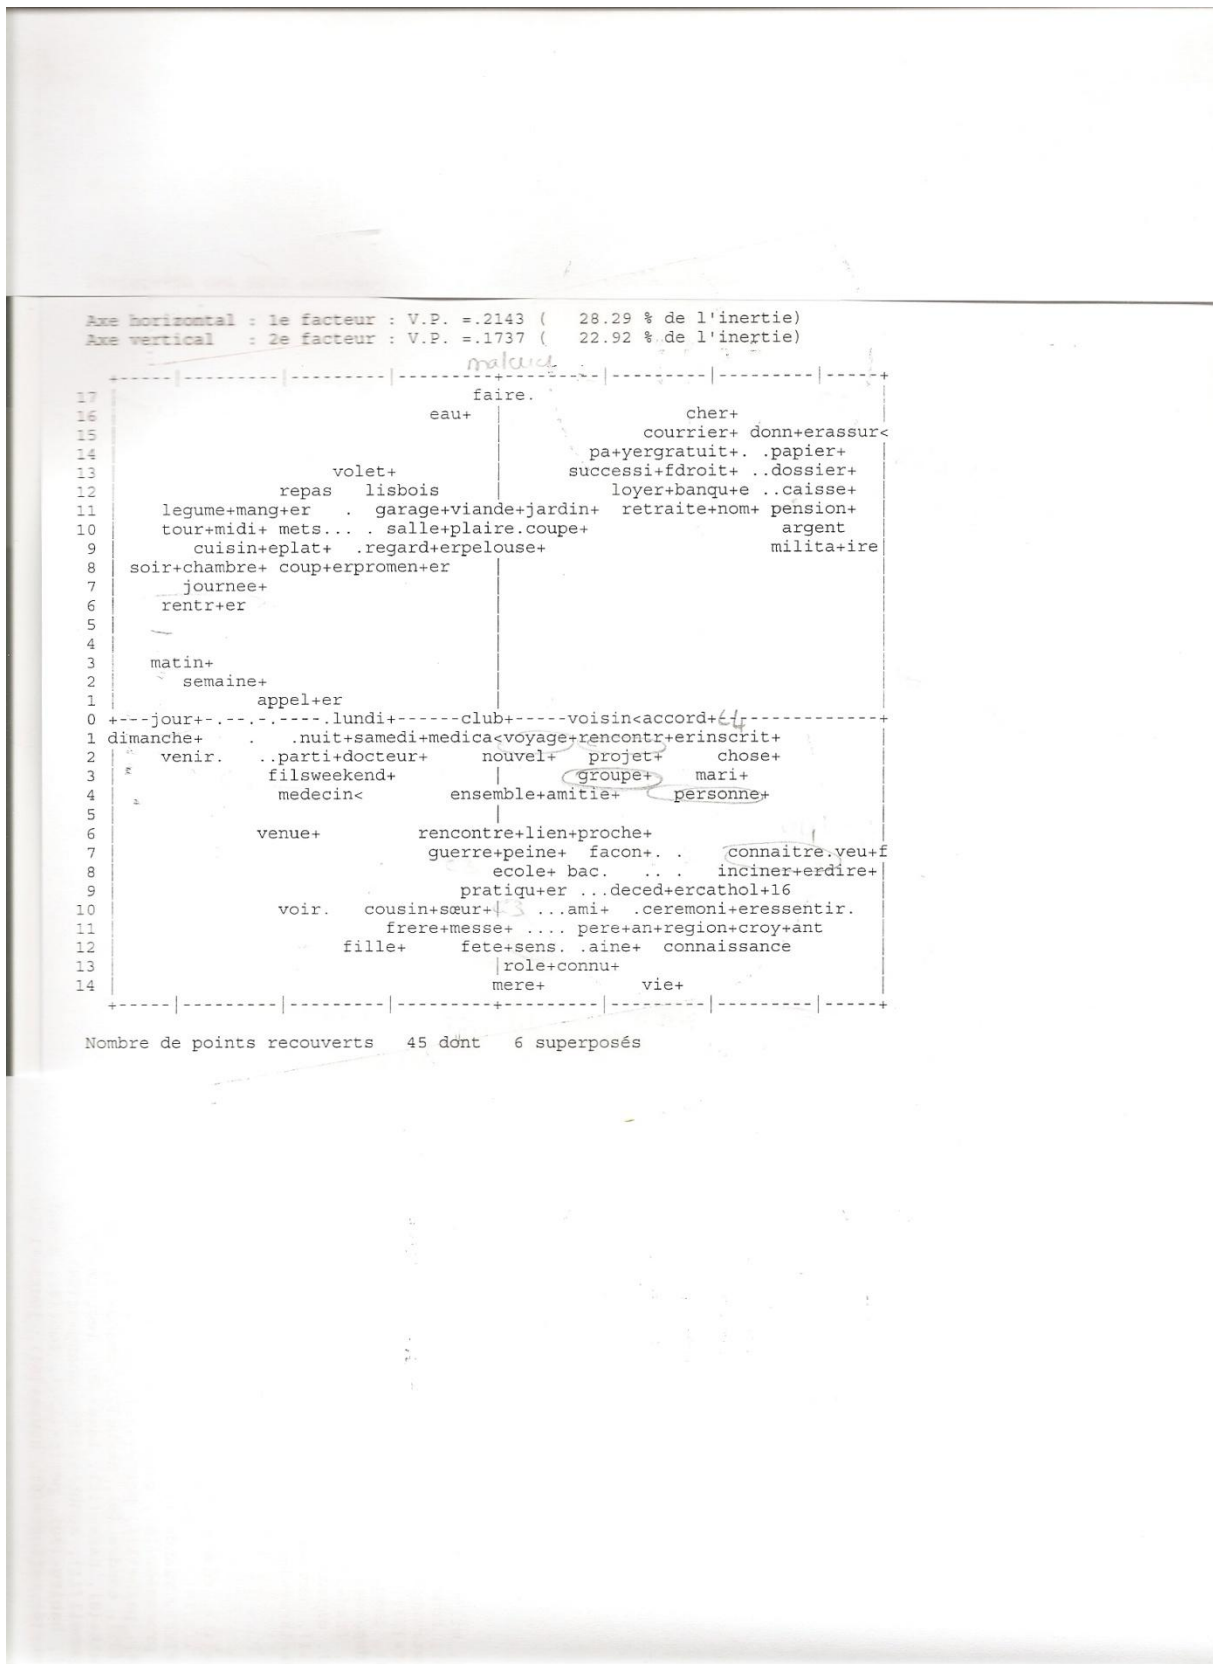 Axe horizontal : 1e facteur : V.P. =.2143 ( 28.29 % de l'inertie)
Axe vertical : 2e facteur : V.P. =.1737 ( 22.92 % de l'inertie)
+-----|---------|---------|---------+---------|---------|---------|-----+
17 | faire. |
16 | eau+ | cher+ |
15 | | courrier+ donn+erassur<
14 | | pa+yergratuit+. .papier+ |
13 | volet+ | successi+fdroit+ ..dossier+ |
12 | repas lisbois | loyer+banqu+e ..caisse+ |
11 | legume+mang+er . garage+viande+jardin+ retraite+nom+ pension+ |
10 | tour+midi+ mets... . salle+plaire.coupe+ argent |
9 | cuisin+eplat+ .regard+erpelouse+ milita+ire|
8 | soir+chambre+ coup+erpromen+er | |
7 | journee+ | |
6 | rentr+er | |
5 | | |
4 | | |
3 | matin+ | |
2 | semaine+ | |
1 | appel+er | |
0 +---jour+-.--.-.----.lundi+------club+-----voisin<accord+--------------+
1 dimanche+ . .nuit+samedi+medica<voyage+rencontr+erinscrit+ |
2 | venir. ..parti+docteur+ nouvel+ projet+ chose+ |
3 | filsweekend+ | groupe+ mari+ |
4 | medecin< ensemble+amitie+ personne+ |
5 | | |
6 | venue+ rencontre+lien+proche+ |
7 | guerre+peine+ facon+. . connaitre.veu+f
8 | ecole+ bac. ... . inciner+erdire+|
9 | pratiqu+er ...deced+ercathol+16 |
10 | voir. cousin+sœur+ ...ami+ .ceremoni+eressentir. |
11 | frere+messe+ .... pere+an+region+croy+ant |
12 | fille+ fete+sens. .aine+ connaissance |
13 | |role+connu+ |
14 | mere+ vie+ |
+-----|---------|---------|---------+---------|---------|---------|-----+
Nombre de points recouverts 45 dont 6 superposés